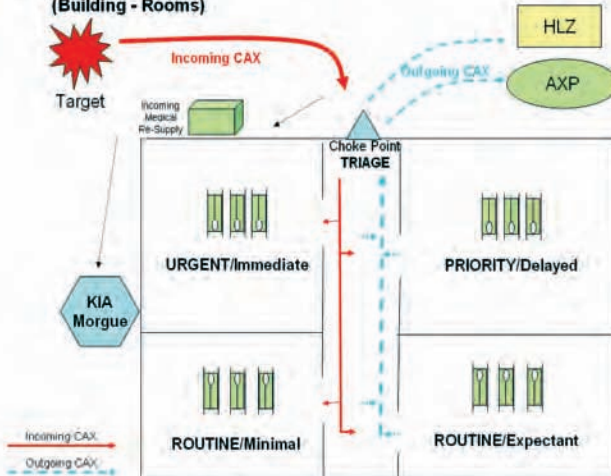 (Building - Rooms)
HLZ
Incoming CAX
Outgoing CAX
AXP
Target
Incoming
Medical
Re-Supply
Choke Point
TRIAGE
URGENT/Immediate
PRIORITY/Delayed
KIA
Morgue
ROUTINE/Minimal
ROUTINE/Expectant
Incoming CAX
Outgoing CAX